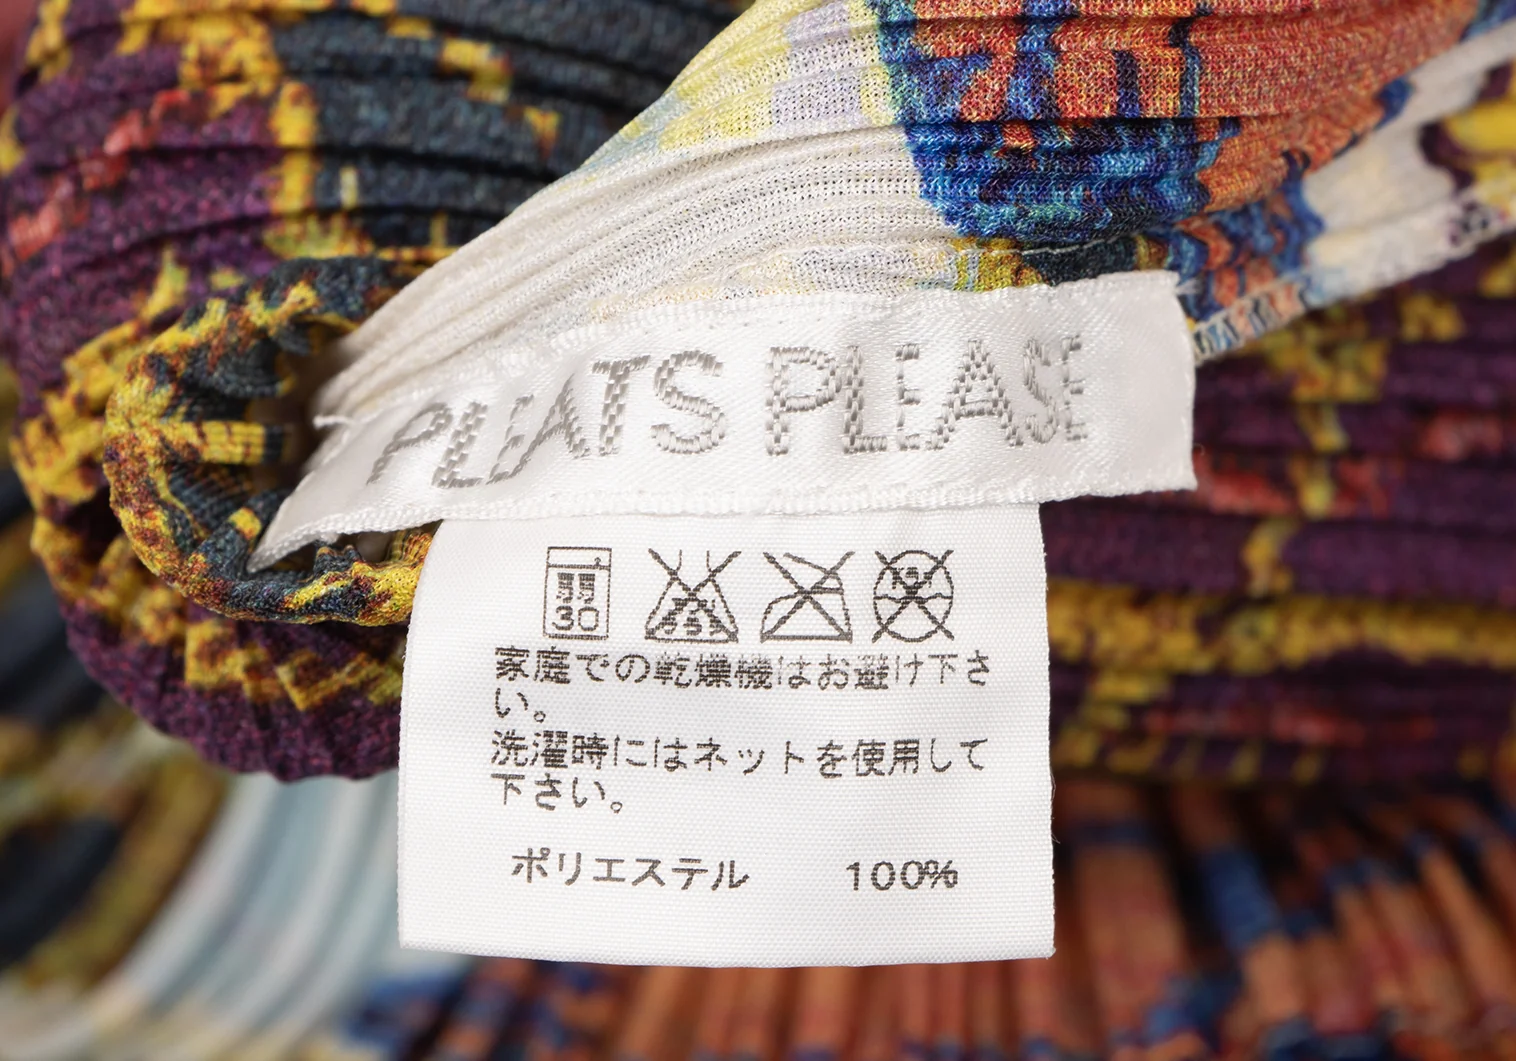 PLEATS PLEASE
弱
30
家庭での乾燥機はお避け下さ
い。
洗濯時にはネットを使用して
下さい。
ポリエステル 100%